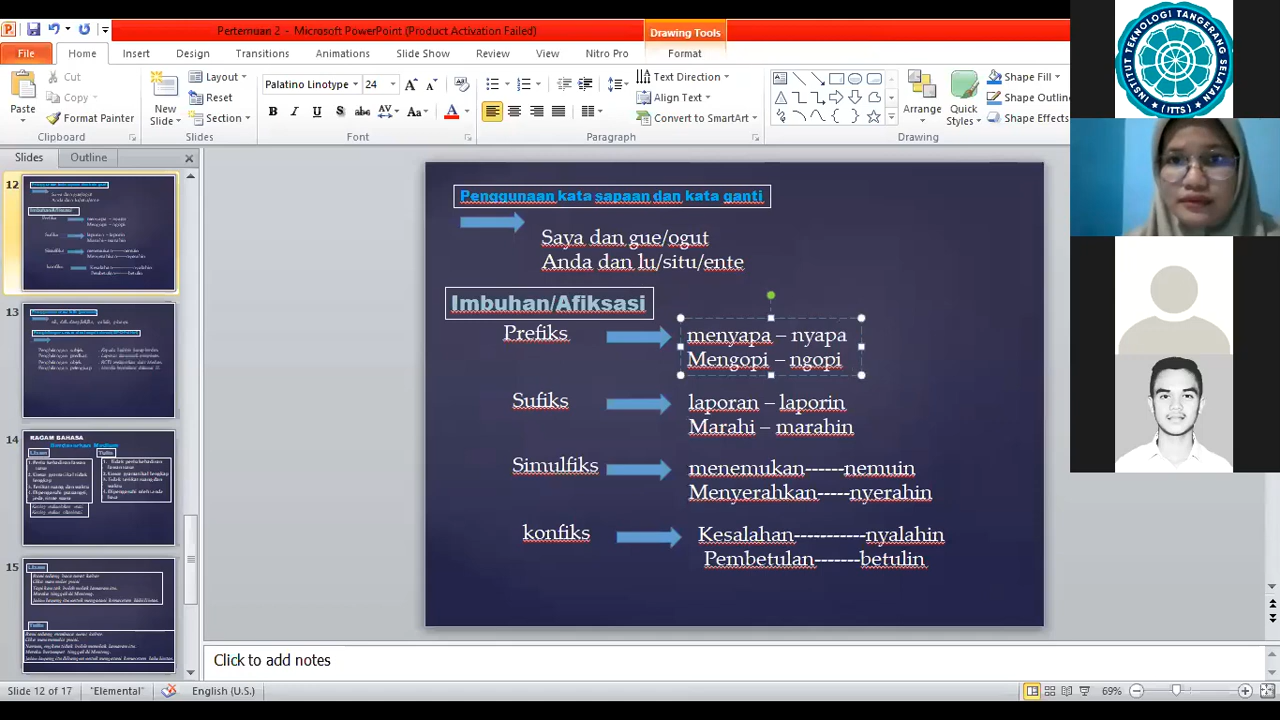 Pertemuan 2 - Microsoft PowerPoint (Product Activation Failed)
Drawing Tools
File
Home
Insert
Design
Transitions
Animations
Slide Show
Review
View
Nitro Pro
Format
Paste
Cut
Copy
Format Painter
Clipboard
New
Slide
Layout
Reset
Section
Slides
Palatino Linotype
24
B I U S abc AV Aa A
Font
Text Direction
Align Text
Convert to SmartArt
Paragraph
Arrange
Quick
Styles
Shape Fill
Shape Outlin
Shape Effects
Drawing
INSTITUT TEKNOLOGI TANGERANG SELATAN
(ITTS)
Slides
Outline
12
13
14
RAGAM BAHASA
15
Penggunaan kata sapaan dan kata ganti
Saya dan gue/ogut
Anda dan lu/situ/ente
Imbuhan/Afiksasi
Prefiks
menyapa – nyapa
Mengopi – ngopi
Sufiks
laporan – laporin
Marahi – marahin
Simulfiks
menemukan------nemuin
Menyerahkan-----nyerahin
konfiks
Kesalahan-----------nyalahin
Pembetulan-------betulin
Click to add notes
Slide 12 of 17
"Elemental"
English (U.S.)
69%